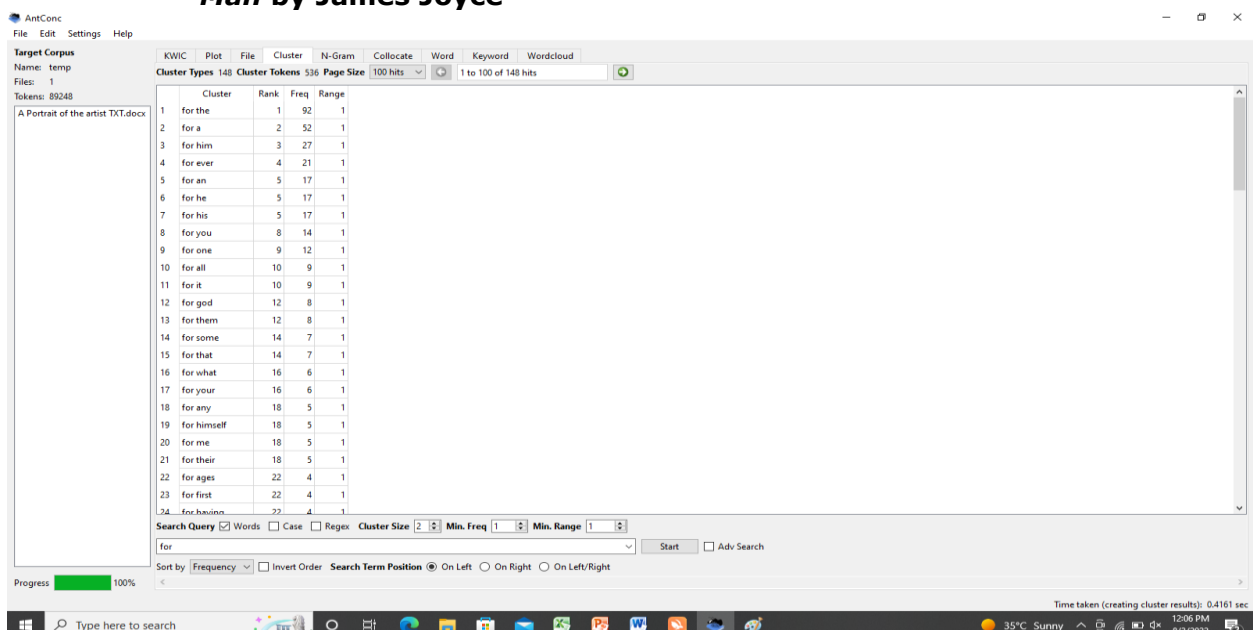 Man by James Joyce
AntConc
File Edit Settings Help
Target Corpus
Name: temp
Files: 1
Tokens: 89248
A Portrait of the artist TXT.docx
KWIC Plot File Cluster N-Gram Collocate Word Keyword Wordcloud
Cluster Types 148 Cluster Tokens 536 Page Size 100 hits 1 to 100 of 148 hits
Cluster Rank Freq Range
1 for the 1 92 1
2 for a 2 52 1
3 for him 3 27 1
4 for ever 4 21 1
5 for an 5 17 1
6 for he 5 17 1
7 for his 5 17 1
8 for you 8 14 1
9 for one 9 12 1
10 for all 10 9 1
11 for it 10 9 1
12 for god 12 8 1
13 for them 12 8 1
14 for some 14 7 1
15 for that 14 7 1
16 for what 16 6 1
17 for your 16 6 1
18 for any 18 5 1
19 for himself 18 5 1
20 for me 18 5 1
21 for their 18 5 1
22 for ages 22 4 1
23 for first 22 4 1
24 for having 22 4 1
Search Query Words Case Regex Cluster Size 2 Min. Freq 1 Min. Range 1
for Start Adv Search
Sort by Frequency Invert Order Search Term Position On Left On Right On Left/Right
Progress 100%
Time taken (creating cluster results): 0.4161 sec
Type here to search
35°C Sunny
12:06 PM